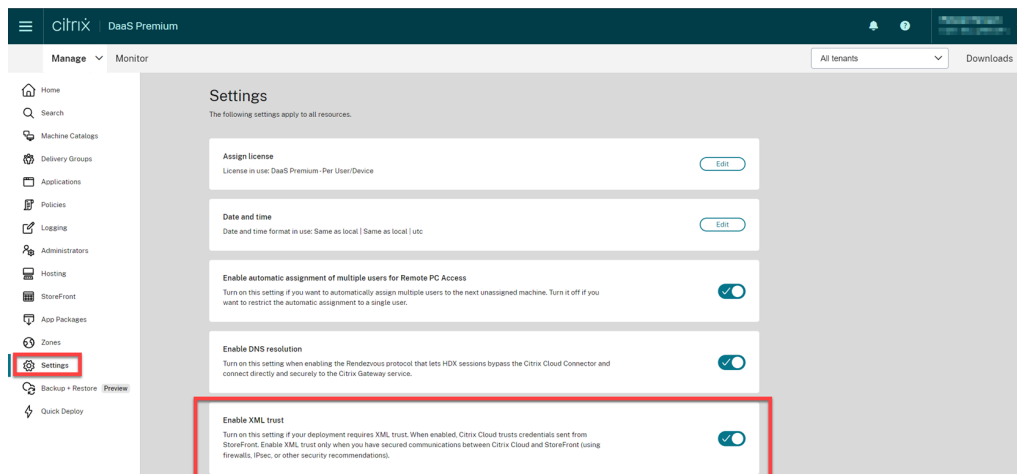 citrix DaaS Premium
Manage Monitor All tenants Downloads
Home
Search
Machine Catalogs
Delivery Groups
Applications
Policies
Logging
Administrators
Hosting
StoreFront
App Packages
Zones
Settings
Backup + Restore Preview
Quick Deploy
Settings
The following settings apply to all resources.
Assign license
License in use: DaaS Premium - Per User/Device
Edit
Date and time
Date and time format in use: Same as local | Same as local | utc
Edit
Enable automatic assignment of multiple users for Remote PC Access
Turn on this setting if you want to automatically assign multiple users to the next unassigned machine. Turn it off if you
want to restrict the automatic assignment to a single user.
Enable DNS resolution
Turn on this setting when enabling the Rendezvous protocol that lets HDX sessions bypass the Citrix Cloud Connector and
connect directly and securely to the Citrix Gateway service.
Enable XML trust
Turn on this setting if your deployment requires XML trust. When enabled, Citrix Cloud trusts credentials sent from
StoreFront. Enable XML trust only when you have secured communications between Citrix Cloud and StoreFront (using
firewalls, IPsec, or other security recommendations).